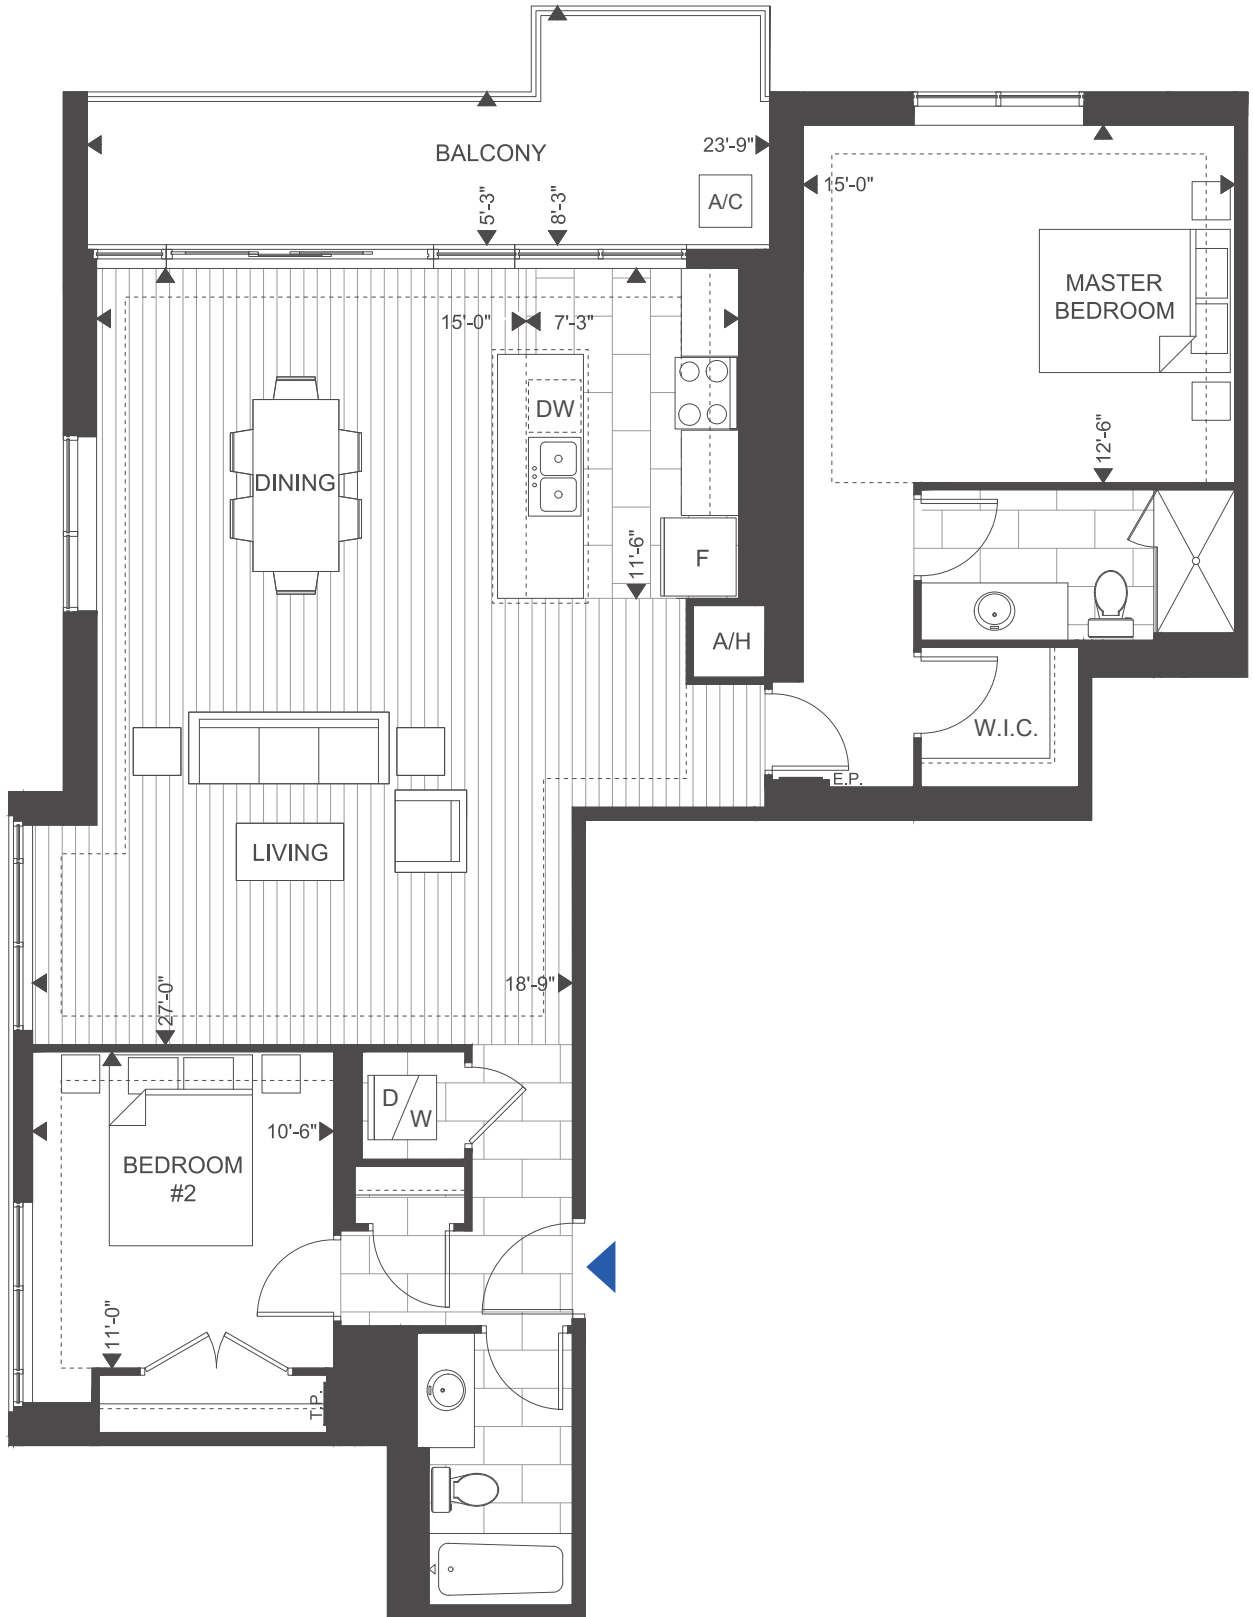 BALCONY
23'-9"
5'-3"
8'-3"
A/C
15'-0"
MASTER
BEDROOM
12'-6"
15'-0"
7'-3"
DW
DINING
11'-6"
F
A/H
W.I.C.
E.P.
LIVING
27'-0"
18'-9"
D
W
10'-6"
BEDROOM
#2
11'-0"
T.P.